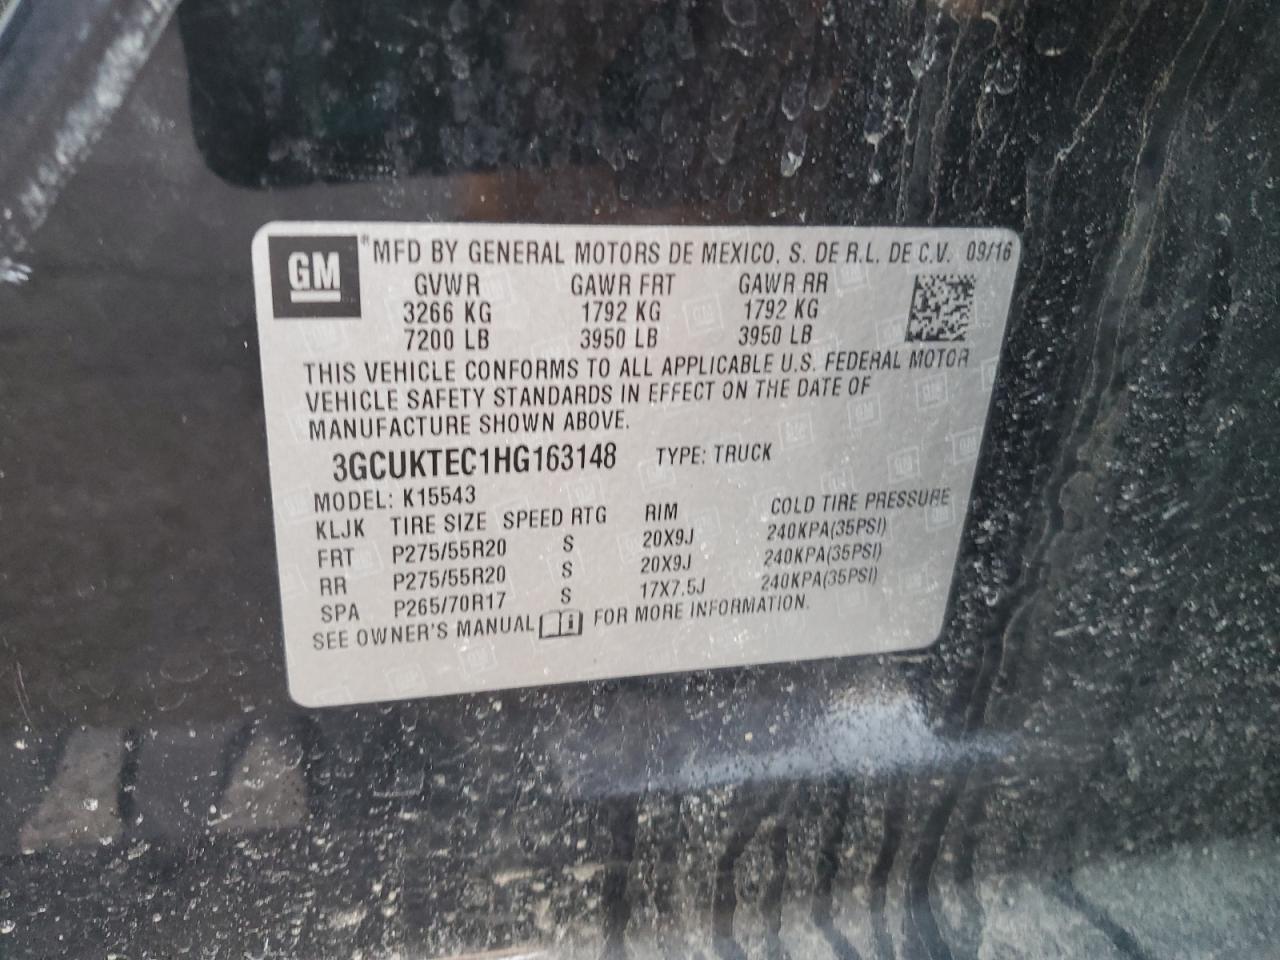 GM ® MFD BY GENERAL MOTORS DE MEXICO, S. DE R.L. DE C.V. 09/16
GVWR GAWR FRT GAWR RR
3266 KG 1792 KG 1792 KG
7200 LB 3950 LB 3950 LB
THIS VEHICLE CONFORMS TO ALL APPLICABLE U.S. FEDERAL MOTOR
VEHICLE SAFETY STANDARDS IN EFFECT ON THE DATE OF
MANUFACTURE SHOWN ABOVE.
3GCUKTEC1HG163148 TYPE: TRUCK
MODEL: K15543
KLJK TIRE SIZE SPEED RTG RIM COLD TIRE PRESSURE
FRT P275/55R20 S 20X9J 240KPA(35PSI)
RR P275/55R20 S 20X9J 240KPA(35PSI)
SPA P265/70R17 S 17X7.5J 240KPA(35PSI)
SEE OWNER'S MANUAL FOR MORE INFORMATION.